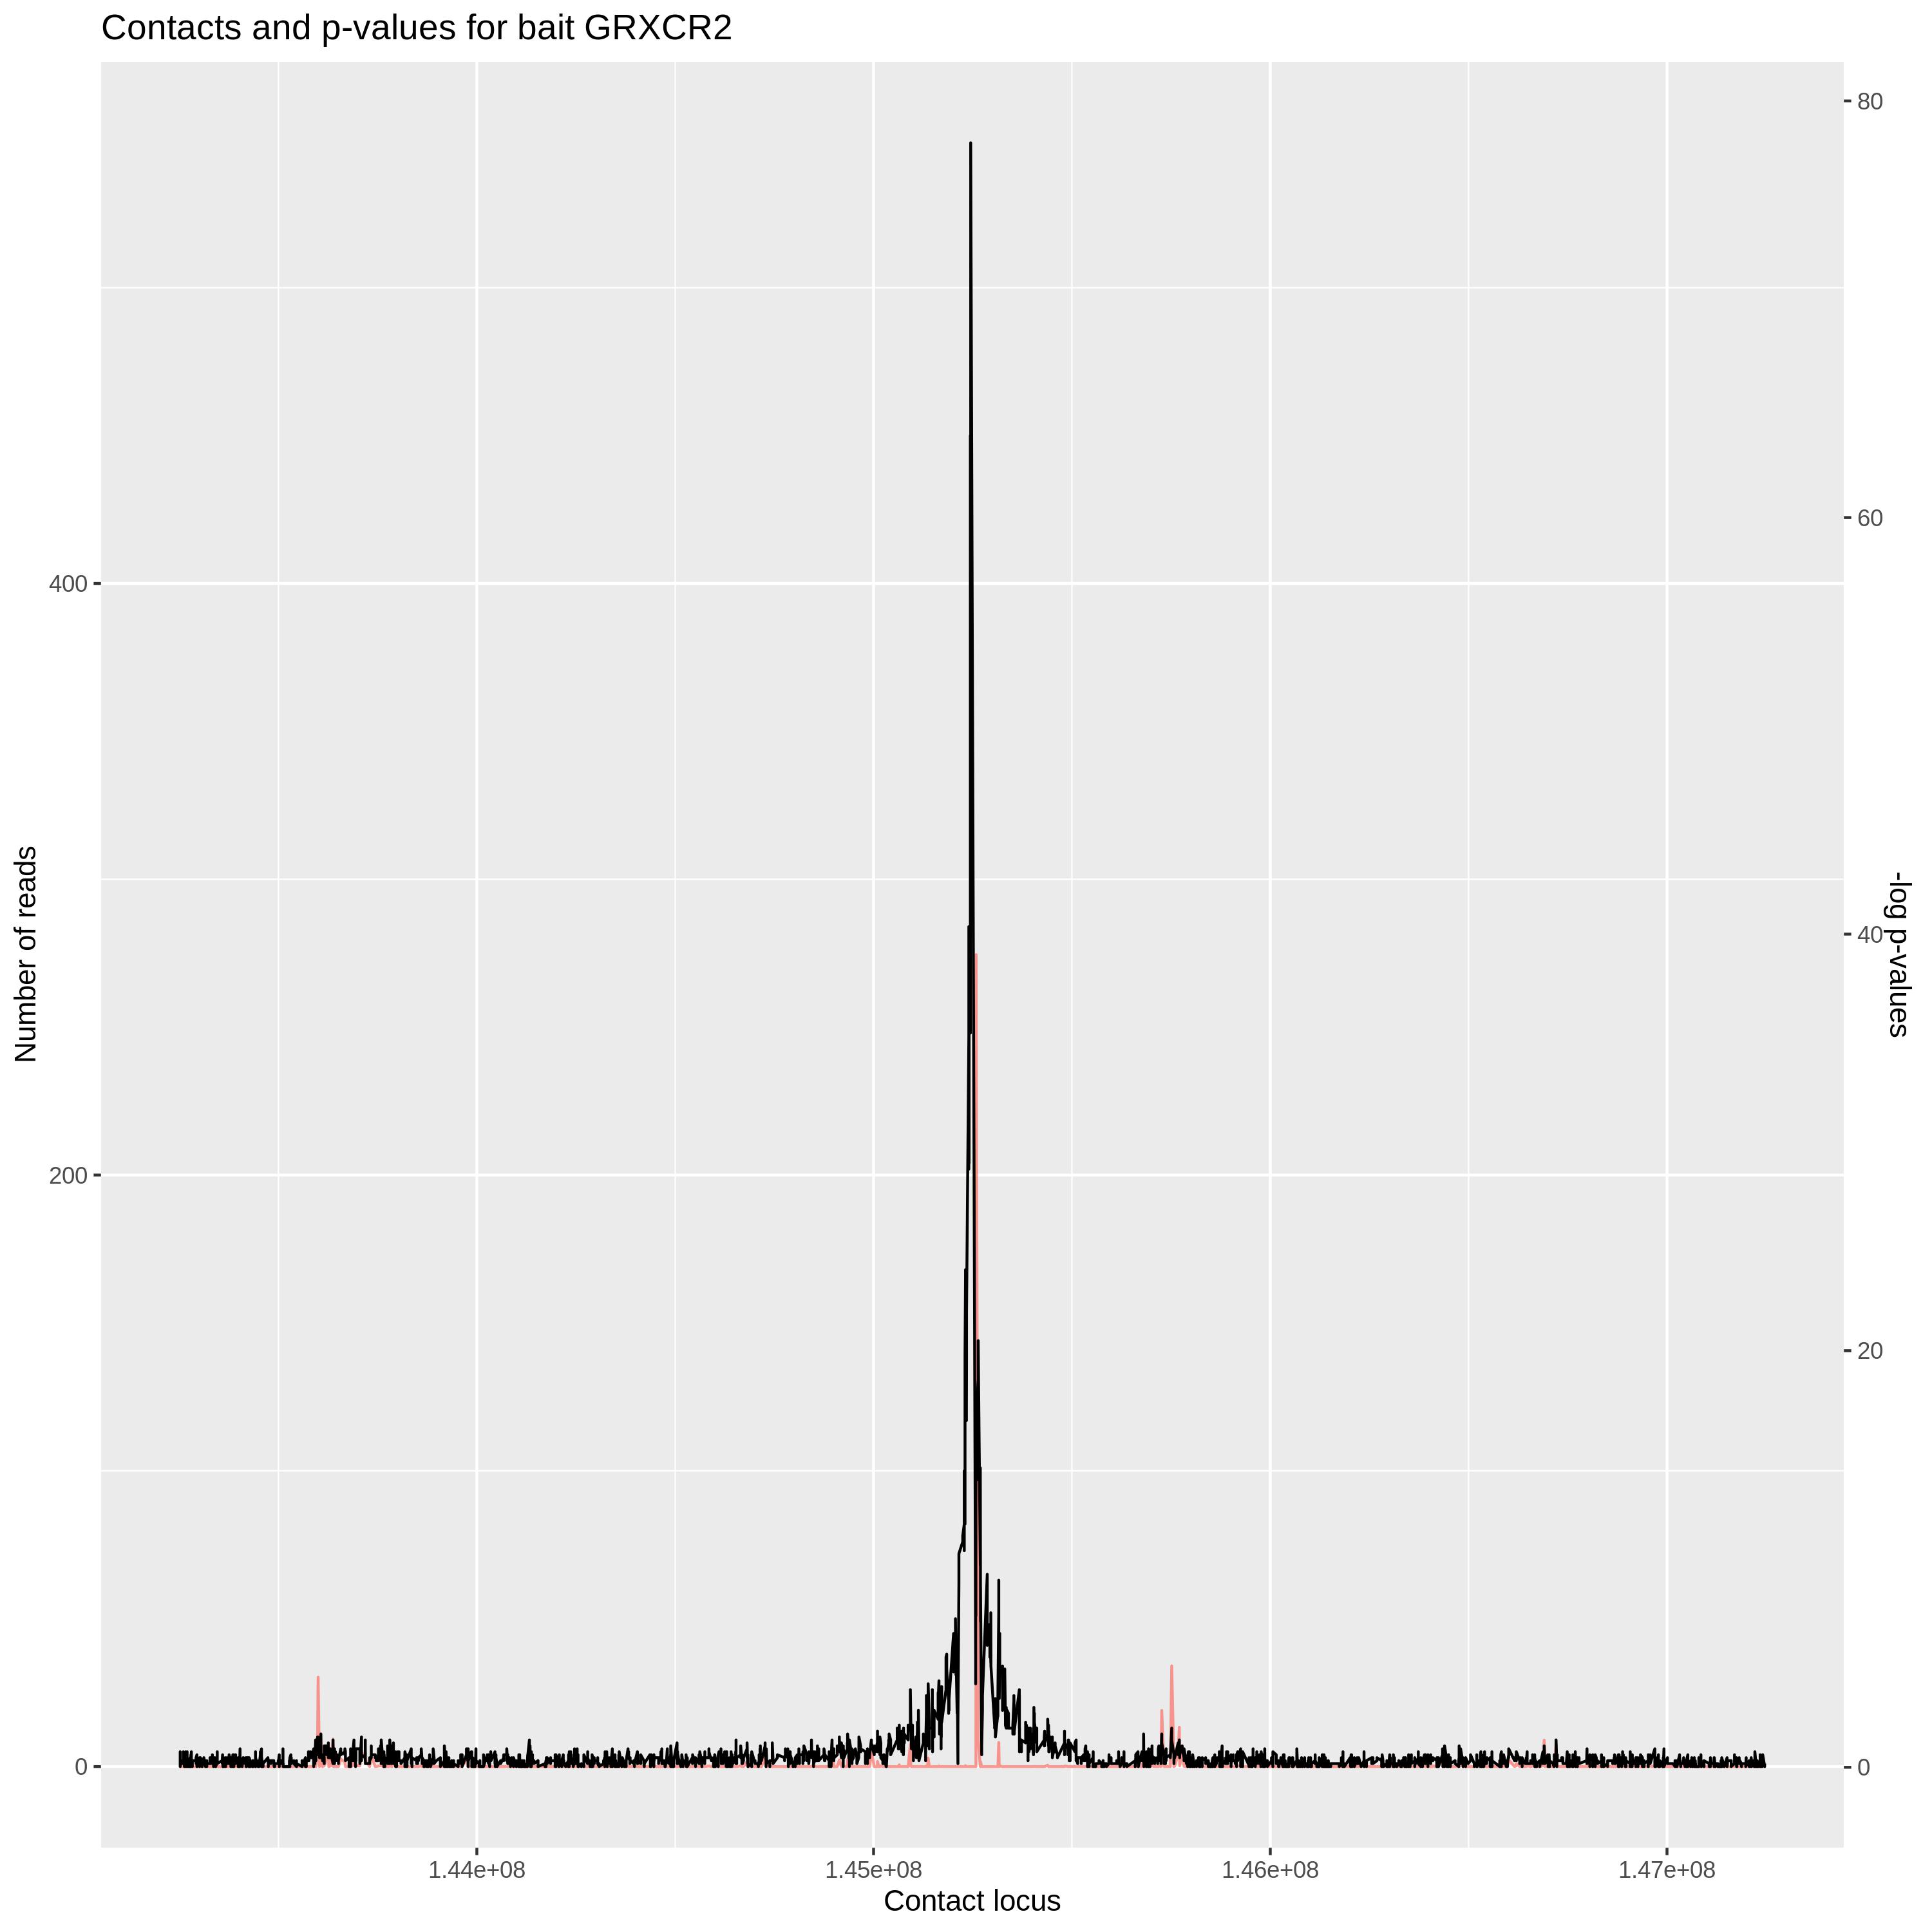 Contacts and p-values for bait GRXCR2
80
60
400
40
Number of reads
-log p-values
200
20
0
0
1.44e+08
1.45e+08
1.46e+08
1.47e+08
Contact locus